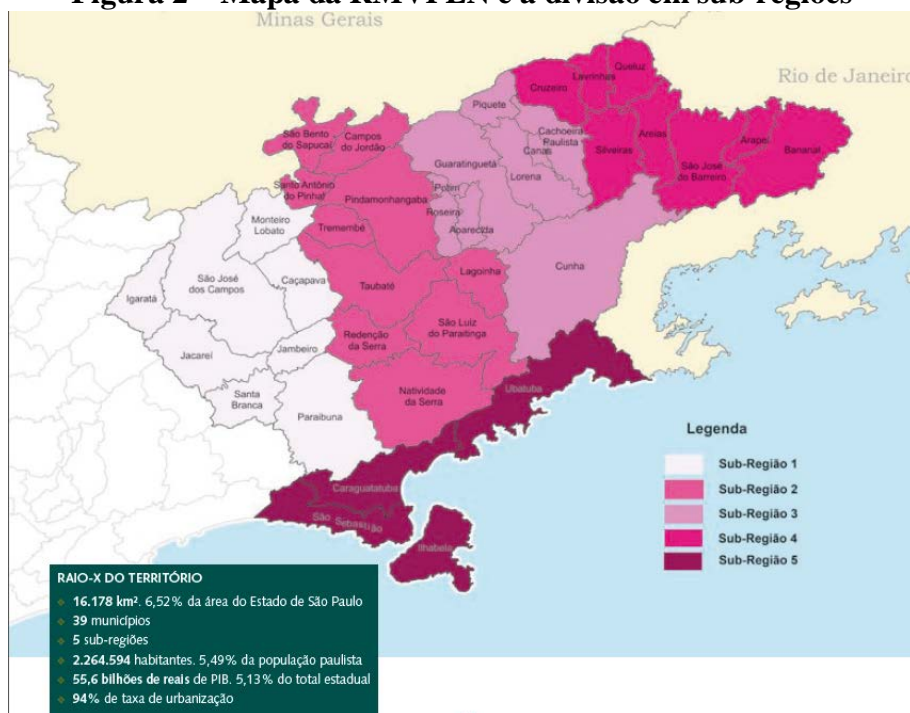 Figura 2 – Mapa da RMVPLN e a divisão em sub-regiões
Minas Gerais
Rio de Janeiro
Queluz
Lavrinhas
Cruzeiro
Piquete
São Bento
do Sapucaí
Campos
do Jordão
Cachoeira
Paulista
Canas
Areias
Silveiras
Arapeí
Bananal
São José
do Barreiro
Guaratinguetá
Lorena
Santo Antônio
do Pinhal
Pindamonhangaba
Potim
Roseira
Aparecida
Monteiro
Lobato
Tremembé
Cunha
Lagoinha
São José
dos Campos
Caçapava
Taubaté
Igaratá
São Luiz
do Paraitinga
Redenção
da Serra
Jacareí
Jambeiro
Santa
Branca
Natividade
da Serra
Ubatuba
Paraibuna
Caraguatatuba
São Sebastião
Ilhabela
Legenda
Sub-Região 1
Sub-Região 2
Sub-Região 3
Sub-Região 4
Sub-Região 5
RAIO-X DO TERRITÓRIO
16.178 km². 6,52% da área do Estado de São Paulo
39 municípios
5 sub-regiões
2.264.594 habitantes. 5,49% da população paulista
55,6 bilhões de reais de PIB. 5,13% do total estadual
94% de taxa de urbanização